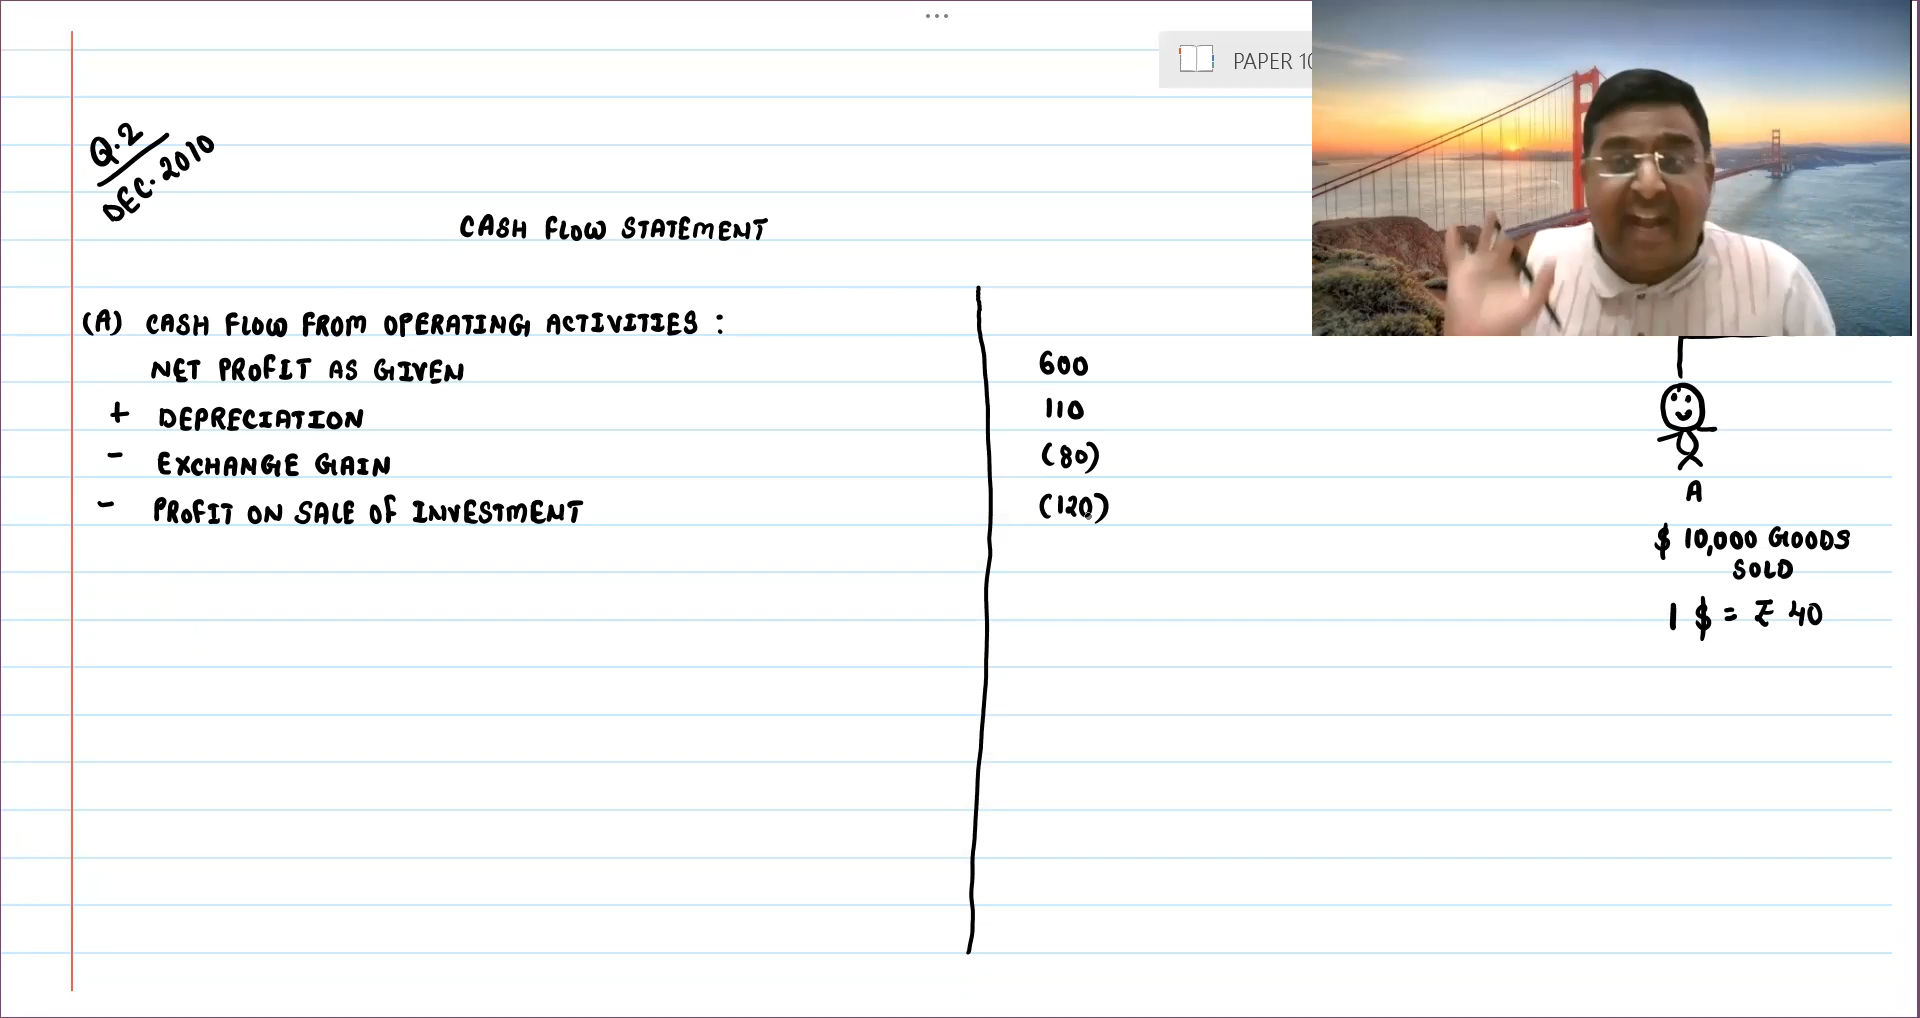 PAPER 10
Q.2
DEC. 2010
CASH FLOW STATEMENT
(A) CASH FLOW FROM OPERATING ACTIVITIES :
NET PROFIT AS GIVEN 600
+ DEPRECIATION 110
- EXCHANGE GAIN (80)
- PROFIT ON SALE OF INVESTMENT (120)
A
$ 10,000 GOODS
SOLD
1 $ = ₹ 40